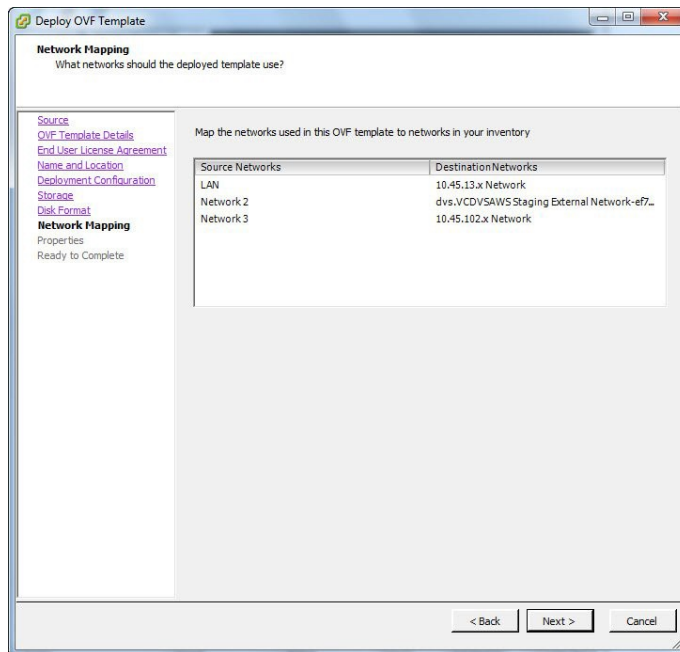 Deploy OVF Template
Network Mapping
What networks should the deployed template use?
Source
OVF Template Details
End User License Agreement
Name and Location
Deployment Configuration
Storage
Disk Format
Network Mapping
Properties
Ready to Complete
Map the networks used in this OVF template to networks in your inventory
Source Networks Destination Networks
LAN 10.45.13.x Network
Network 2 dvs.VCDVSAWS Staging External Network-ef7...
Network 3 10.45.102.x Network
< Back Next > Cancel